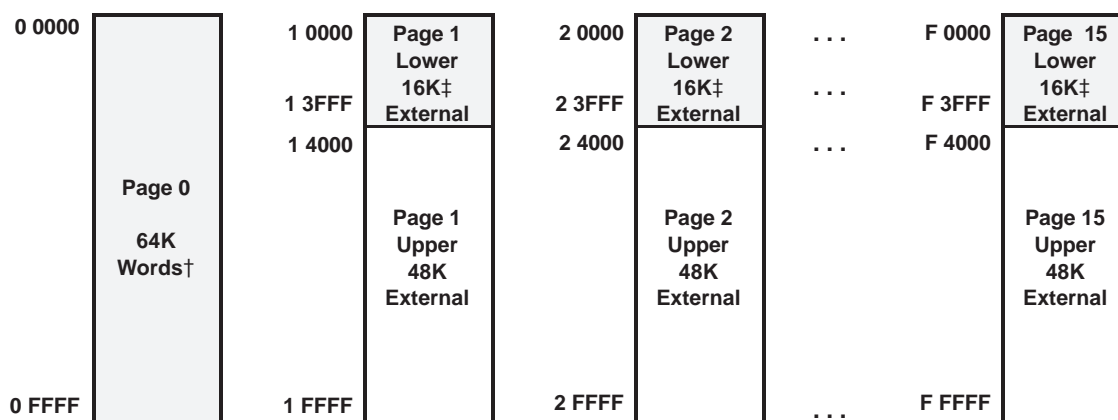 0 0000
Page 0
64K
Words†
0 FFFF
1 0000
Page 1
Lower
16K‡
External
1 3FFF
1 4000
Page 1
Upper
48K
External
1 FFFF
2 0000
Page 2
Lower
16K‡
External
2 3FFF
2 4000
Page 2
Upper
48K
External
2 FFFF
. . .
. . .
. . .
. . .
F 0000
Page 15
Lower
16K‡
External
F 3FFF
F 4000
Page 15
Upper
48K
External
F FFFF